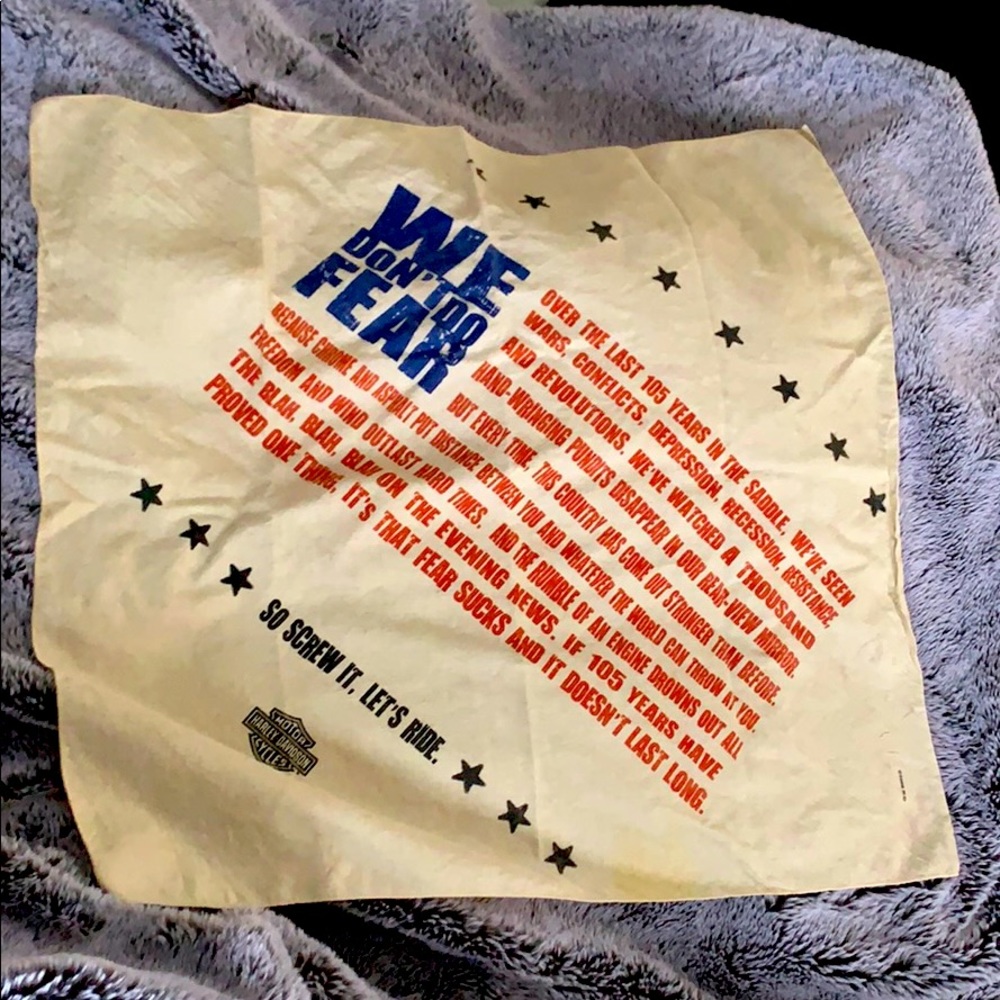 WE
DON'T DO
FEAR
OVER THE LAST 105 YEARS IN THE SADDLE, WE'VE SEEN
WARS, CONFLICTS, DEPRESSION, RECESSION, RESISTANCE
AND REVOLUTIONS. WE'VE WATCHED A THOUSAND
HAND-WRINGING PUNDITS DISAPPEAR IN OUR REAR-VIEW MIRROR.
BUT EVERY TIME, THIS COUNTRY HAS COME OUT STRONGER THAN BEFORE.
BECAUSE CHROME AND ASPHALT PUT DISTANCE BETWEEN YOU AND WHATEVER THE WORLD CAN THROW AT YOU.
FREEDOM AND WIND OUTLAST HARD TIMES. AND THE RUMBLE OF AN ENGINE DROWNS OUT ALL
THE BLAH, BLAH, BLAH ON THE EVENING NEWS. IF 105 YEARS HAVE
PROVED ONE THING, IT'S THAT FEAR SUCKS AND IT DOESN'T LAST LONG.
SO SCREW IT, LET'S RIDE.
MOTOR
HARLEY-DAVIDSON
CYCLES